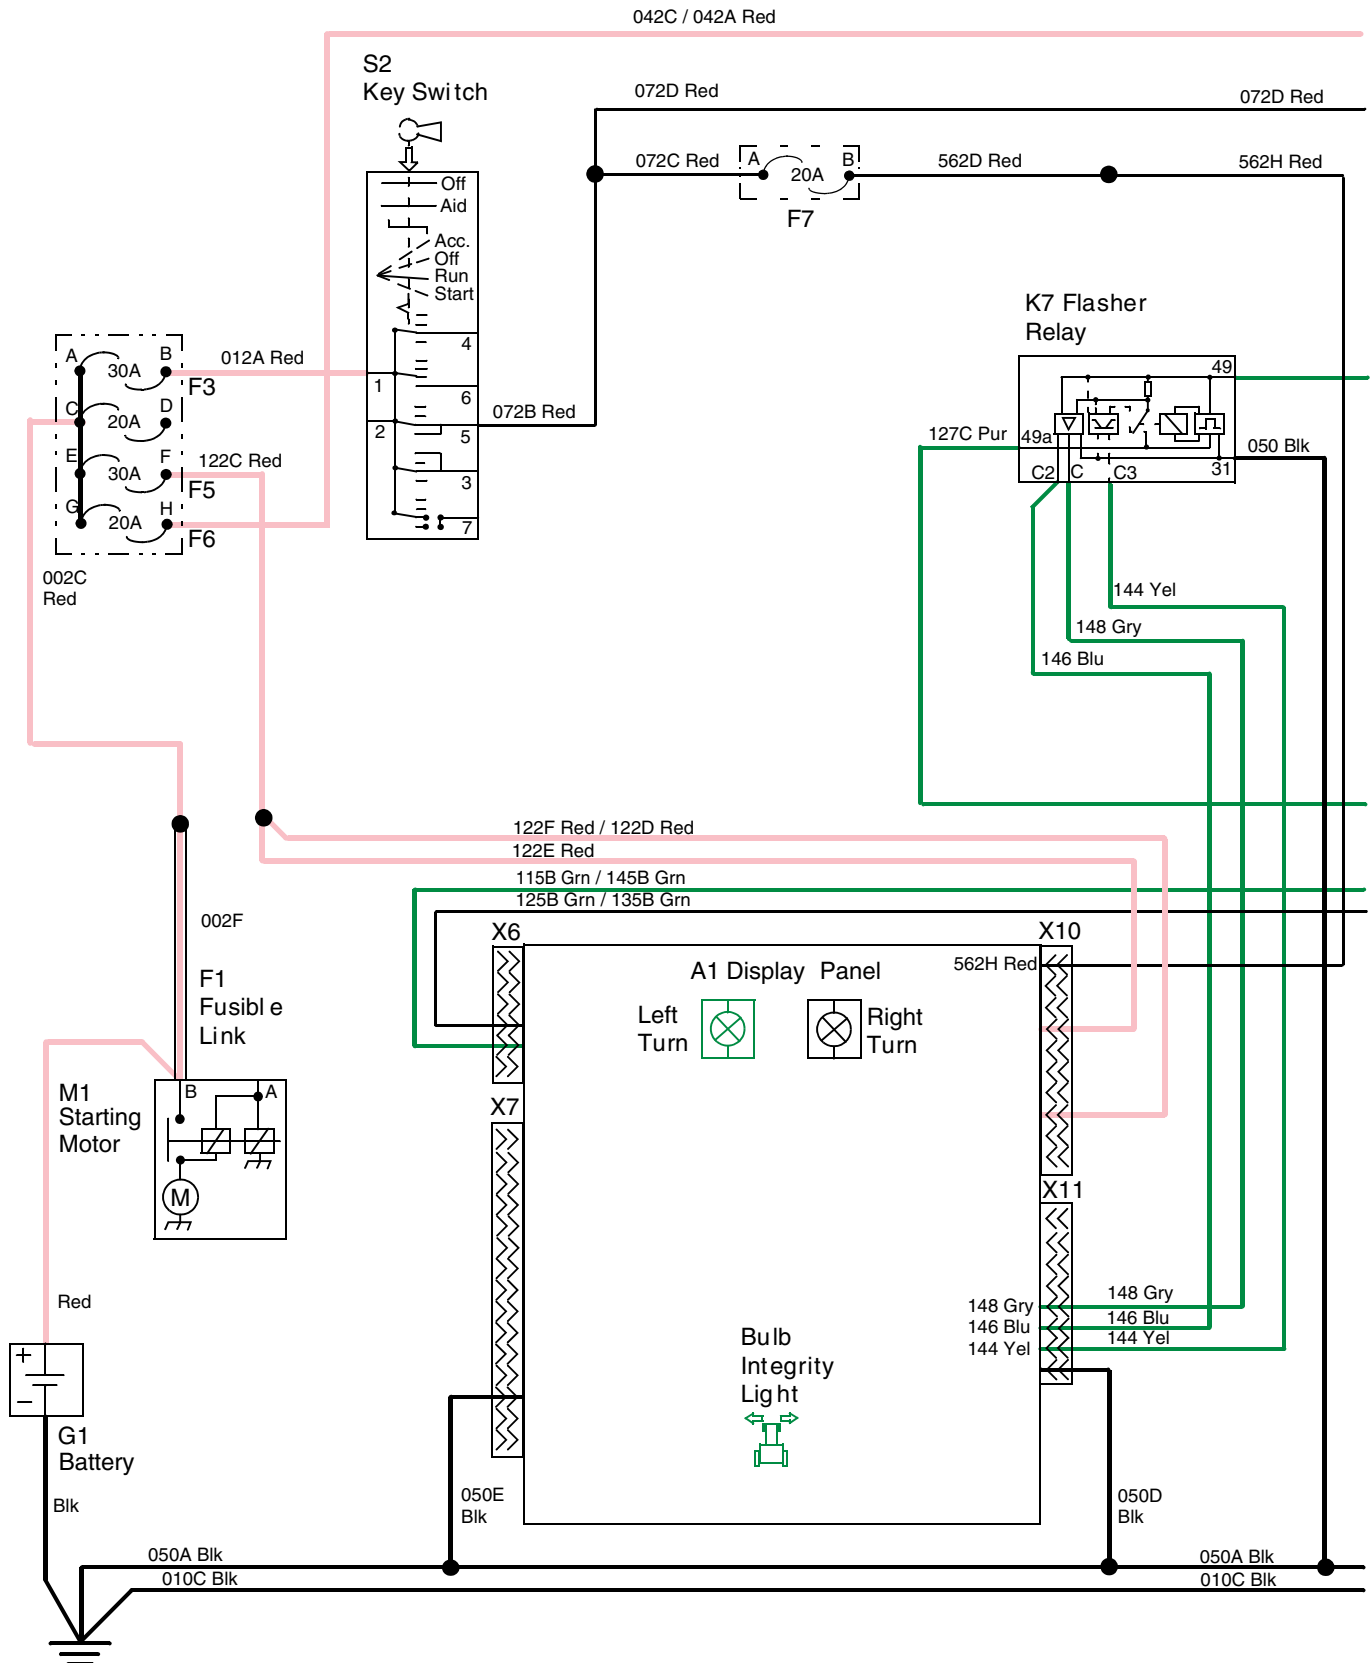 042C / 042A Red
S2
Key Switch
072D Red
072D Red
072C Red
A
20A
B
562D Red
562H Red
F7
Off
Aid
Acc.
Off
Run
Start
K7 Flasher
Relay
A
30A
B
012A Red
F3
1
4
49
C
20A
D
6
072B Red
2
5
127C Pur
49a
050 Blk
E
30A
F
122C Red
F5
3
C2
C
C3
31
G
20A
H
F6
7
002C
Red
144 Yel
148 Gry
146 Blu
122F Red / 122D Red
122E Red
115B Grn / 145B Grn
125B Grn / 135B Grn
002F
X6
X10
A1 Display Panel
562H Red
F1
Fusible
Link
Left
Turn
Right
Turn
M1
Starting
Motor
B
A
M
X7
X11
Red
148 Gry
148 Gry
146 Blu
146 Blu
144 Yel
144 Yel
Bulb
Integrity
Light
+
−
G1
Battery
Blk
050E
Blk
050D
Blk
050A Blk
050A Blk
010C Blk
010C Blk